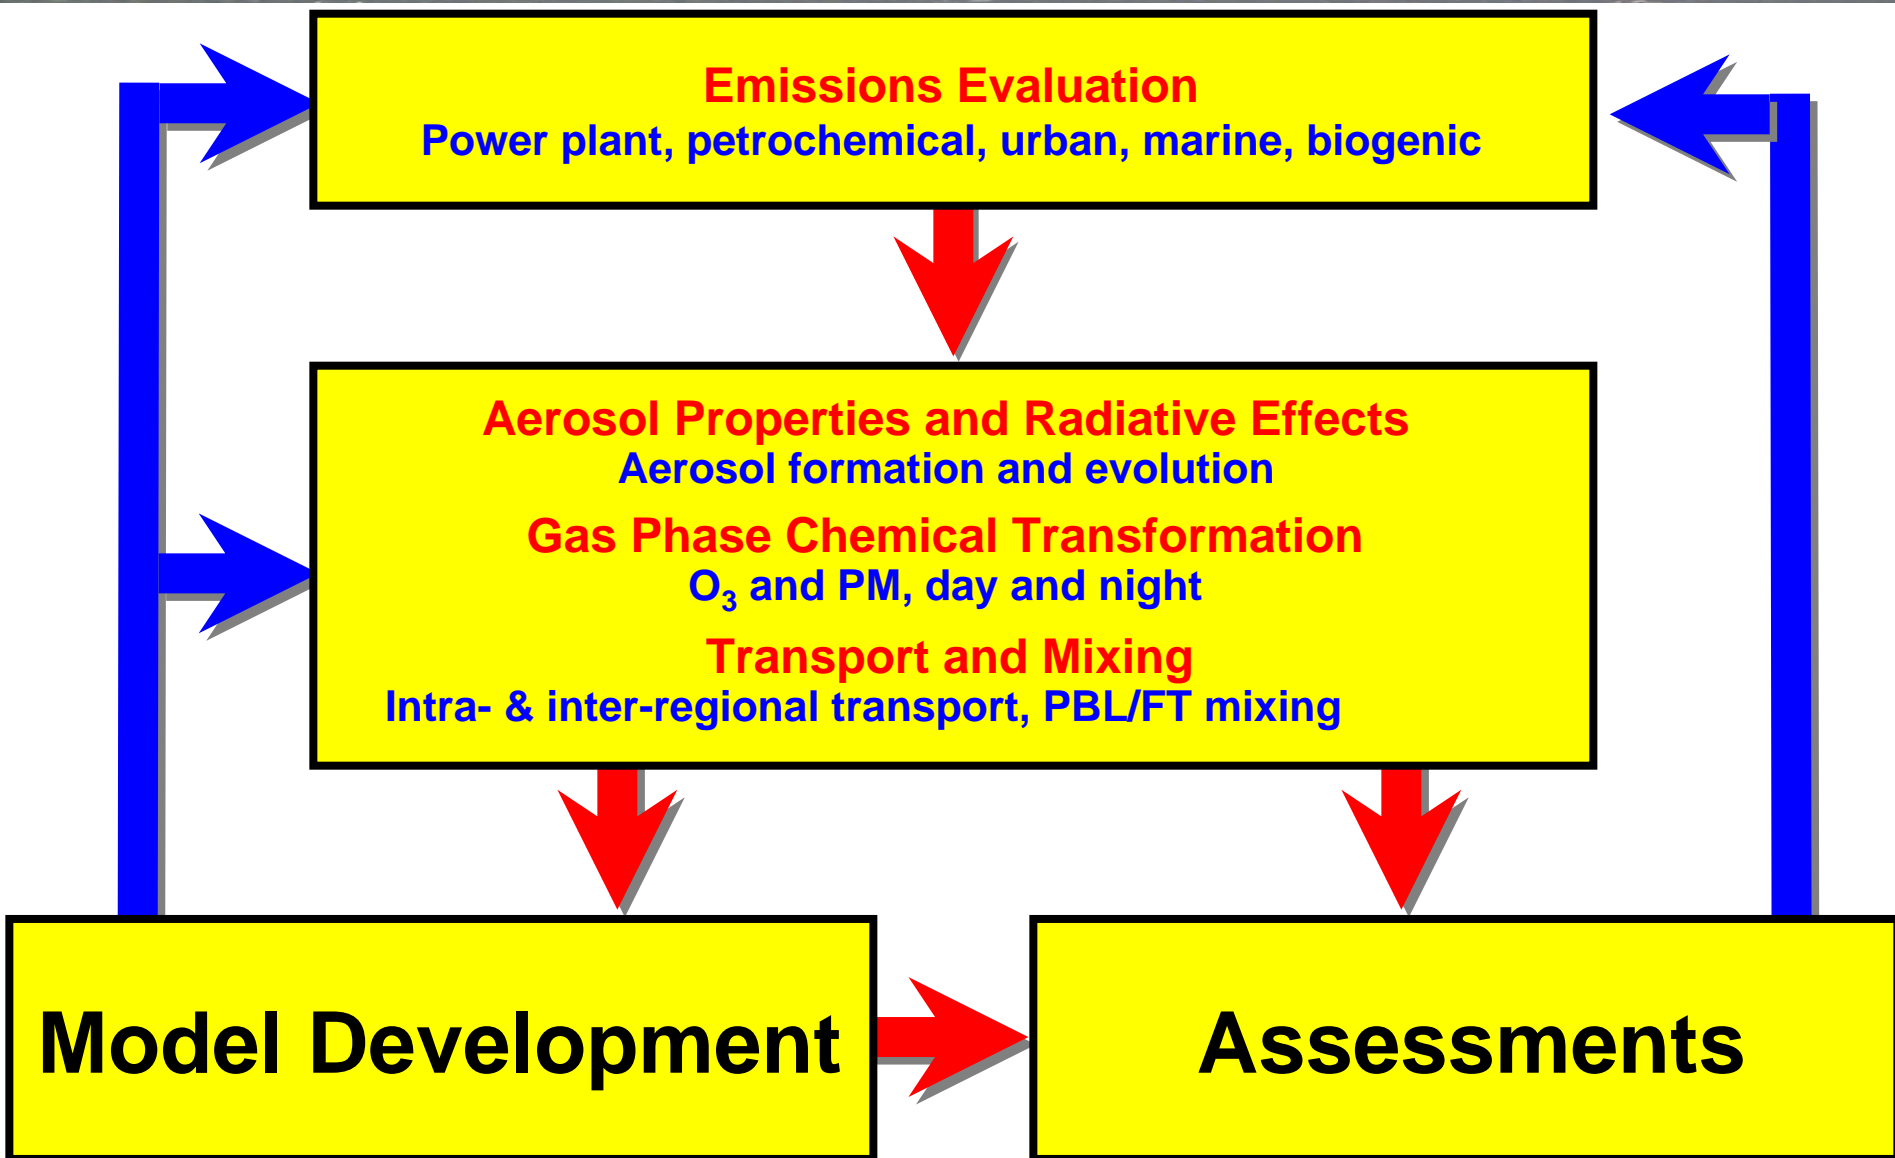 Emissions Evaluation
Power plant, petrochemical, urban, marine, biogenic
Aerosol Properties and Radiative Effects
Aerosol formation and evolution
Gas Phase Chemical Transformation
O₃ and PM, day and night
Transport and Mixing
Intra- & inter-regional transport, PBL/FT mixing
Model Development
Assessments